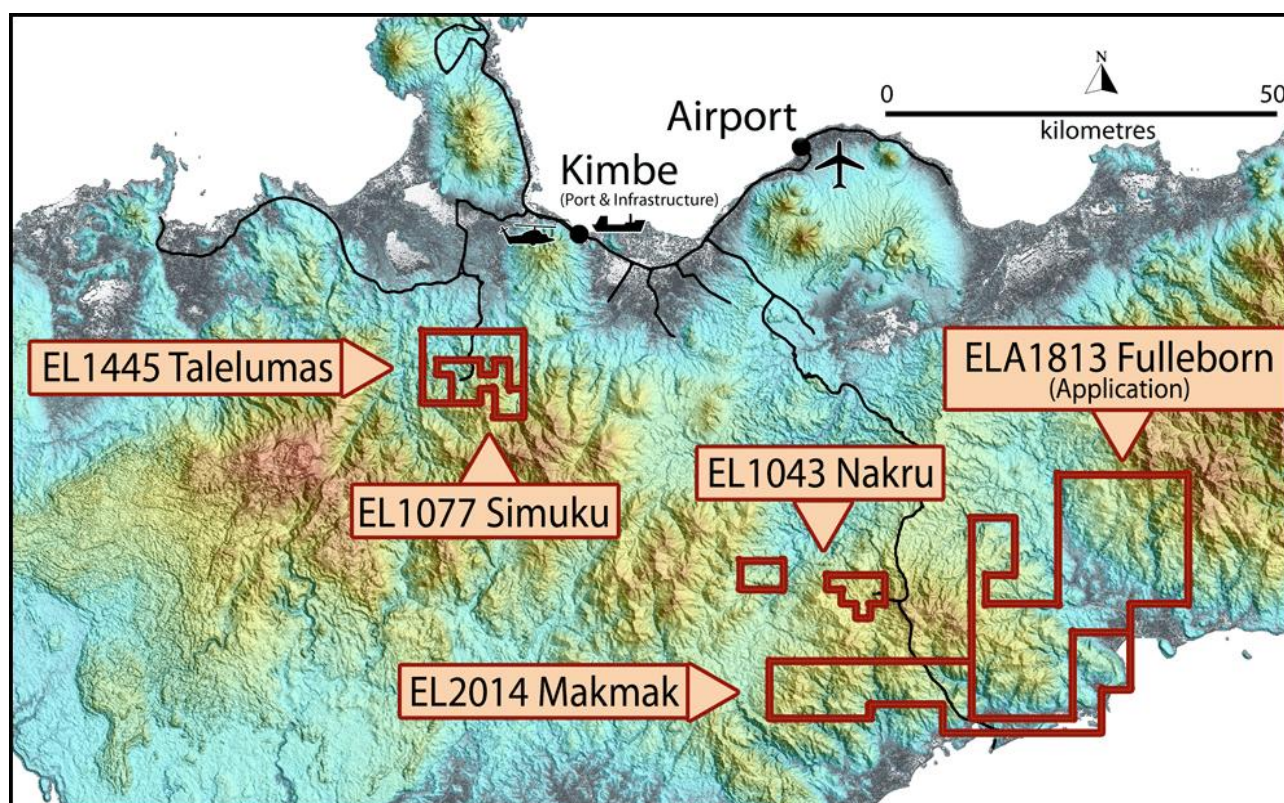 N
0 50
kilometres
Airport
Kimbe
(Port & Infrastructure)
EL1445 Talelumas
ELA1813 Fulleborn
(Application)
EL1043 Nakru
EL1077 Simuku
EL2014 Makmak